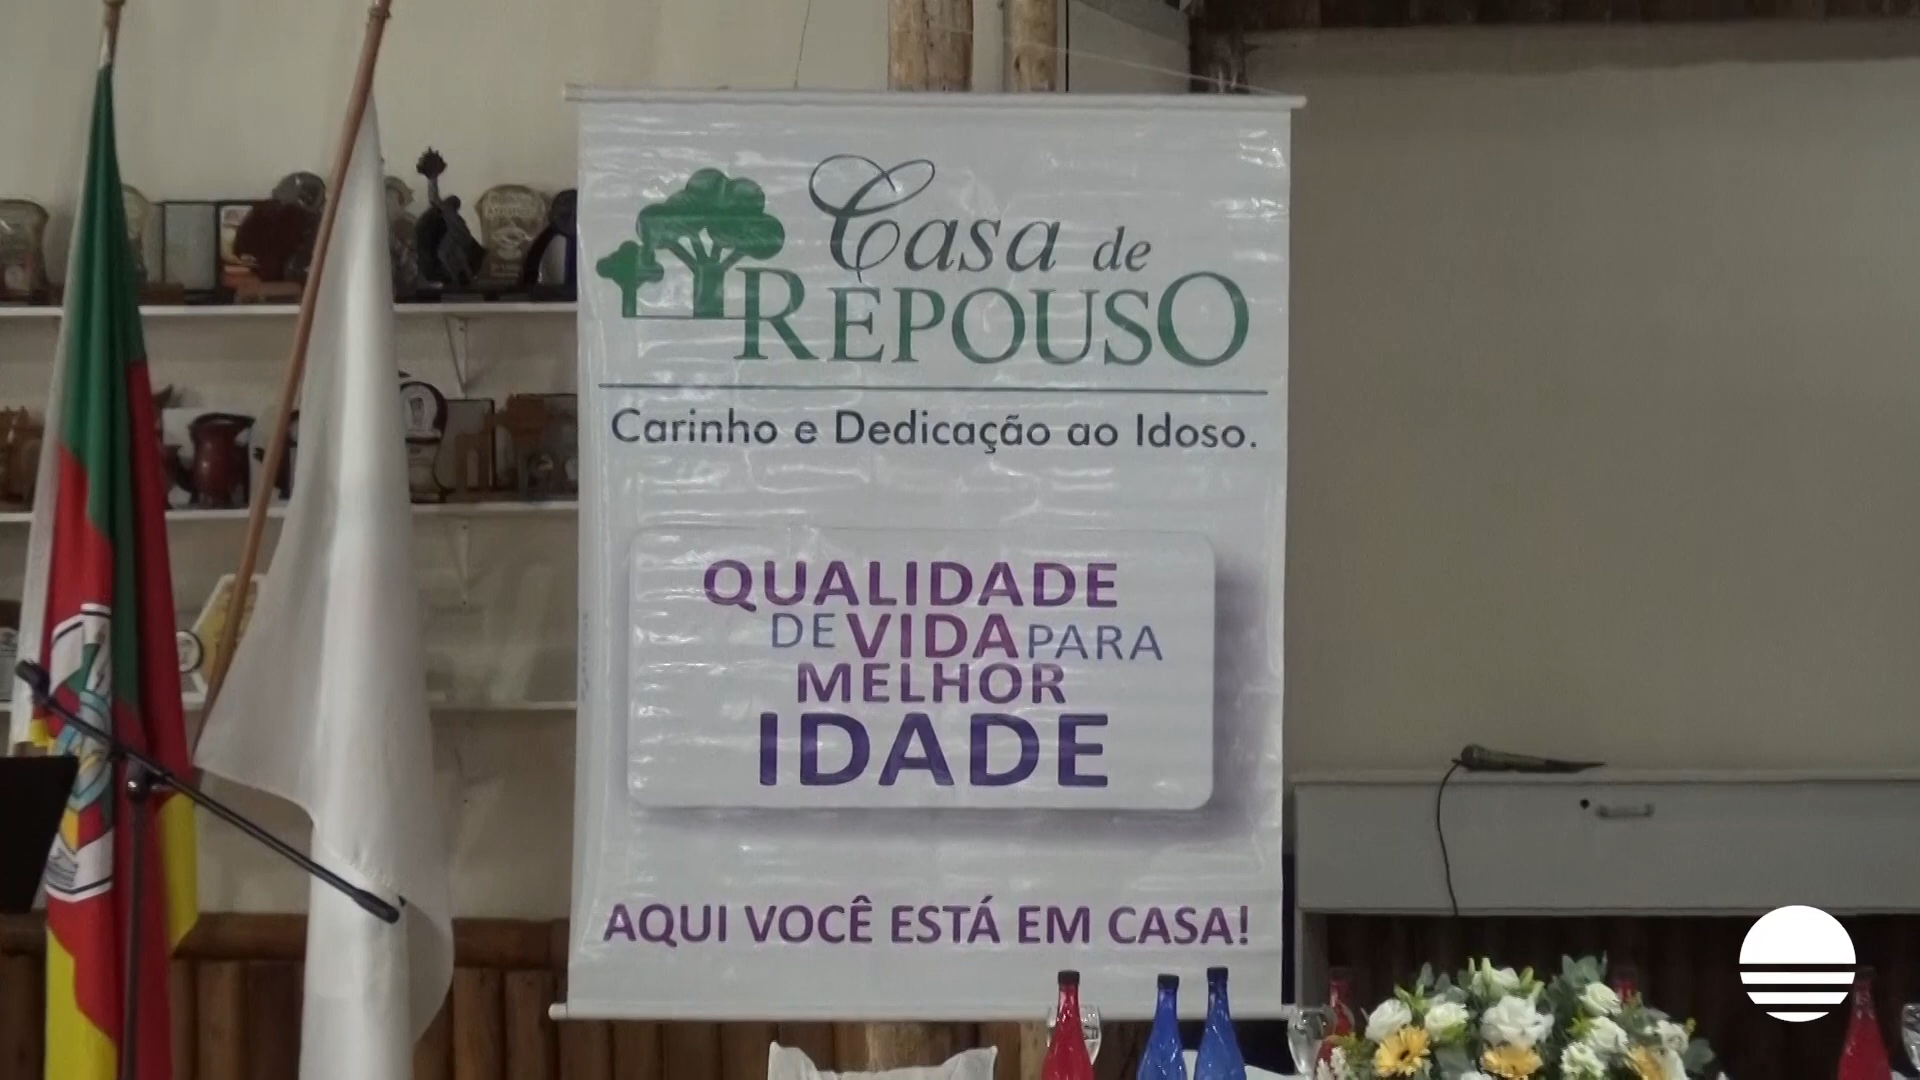 Casa de
REPOUSO
Carinho e Dedicação ao Idoso.
QUALIDADE
DE VIDA PARA
MELHOR
IDADE
AQUI VOCÊ ESTÁ EM CASA!